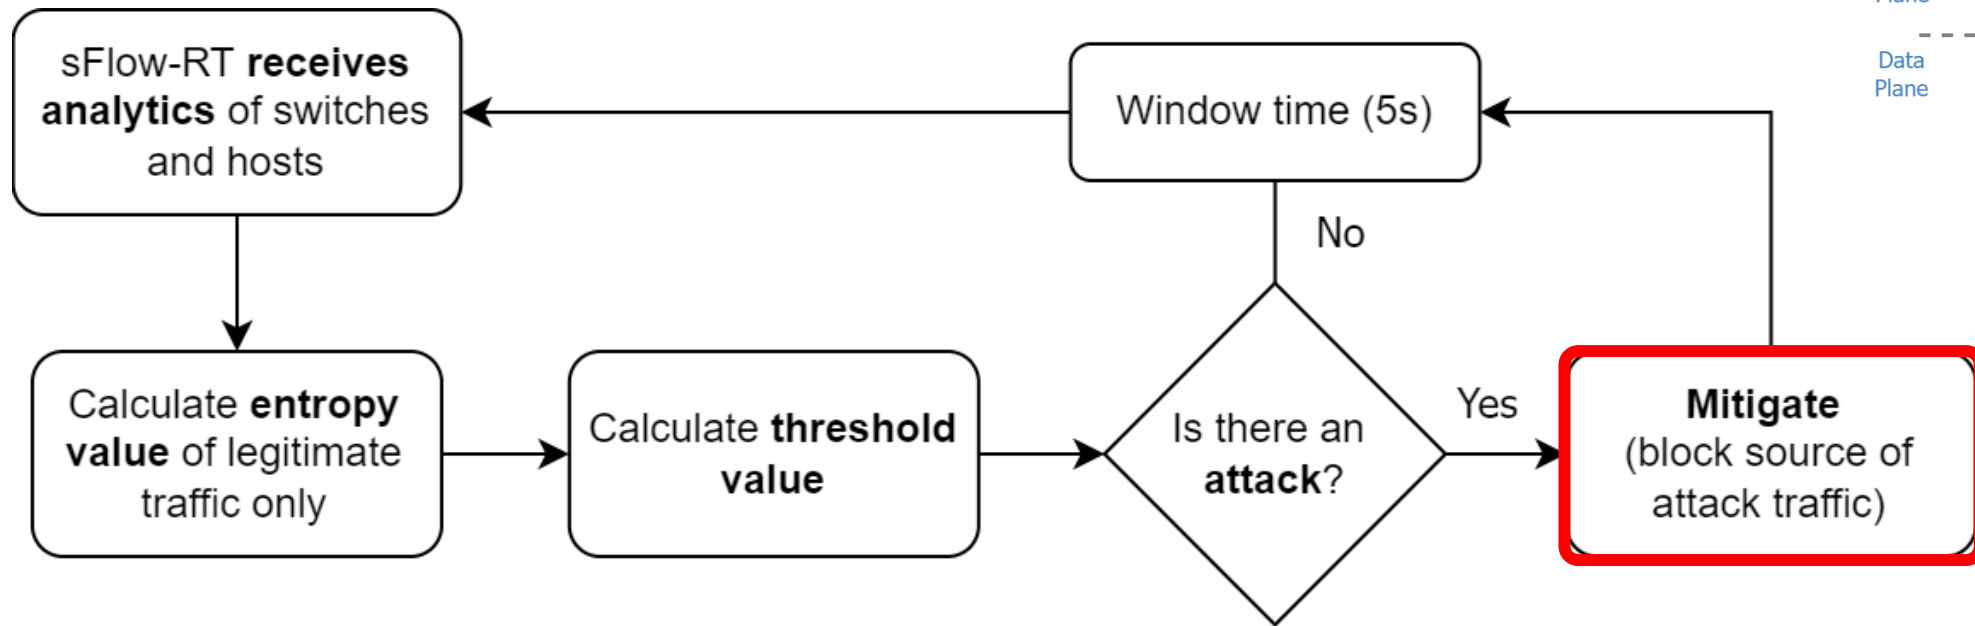 sFlow-RT receives
analytics of switches
and hosts
Window time (5s)
Plane
Data
Plane
No
Calculate entropy
value of legitimate
traffic only
Calculate threshold
value
Is there an
attack?
Yes
Mitigate
(block source of
attack traffic)